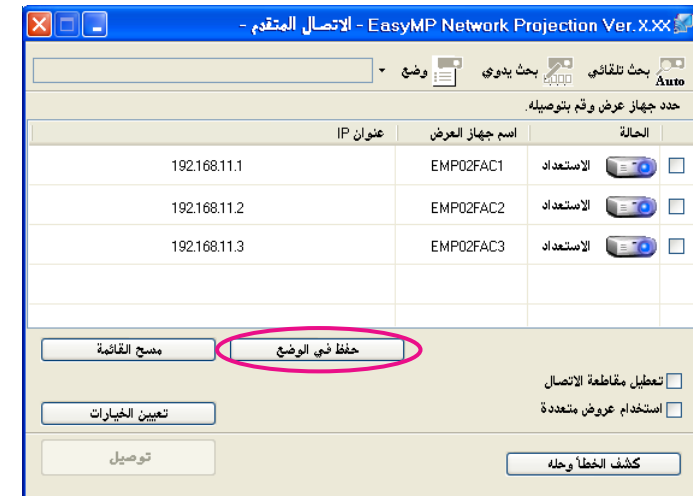 EasyMP Network Projection Ver.X.XX - الاتصال المتقدم -
Auto بحث تلقائي بحث يدوي وضع
حدد جهاز عرض وقم بتوصيله.
الحالة اسم جهاز العرض عنوان IP
الاستعداد EMP02FAC1 192.168.11.1
الاستعداد EMP02FAC2 192.168.11.2
الاستعداد EMP02FAC3 192.168.11.3
حفظ في الوضع مسح القائمة
تعطيل مقاطعة الاتصال
استخدام عروض متعددة تعيين الخيارات
كشف الخطأ وحله توصيل